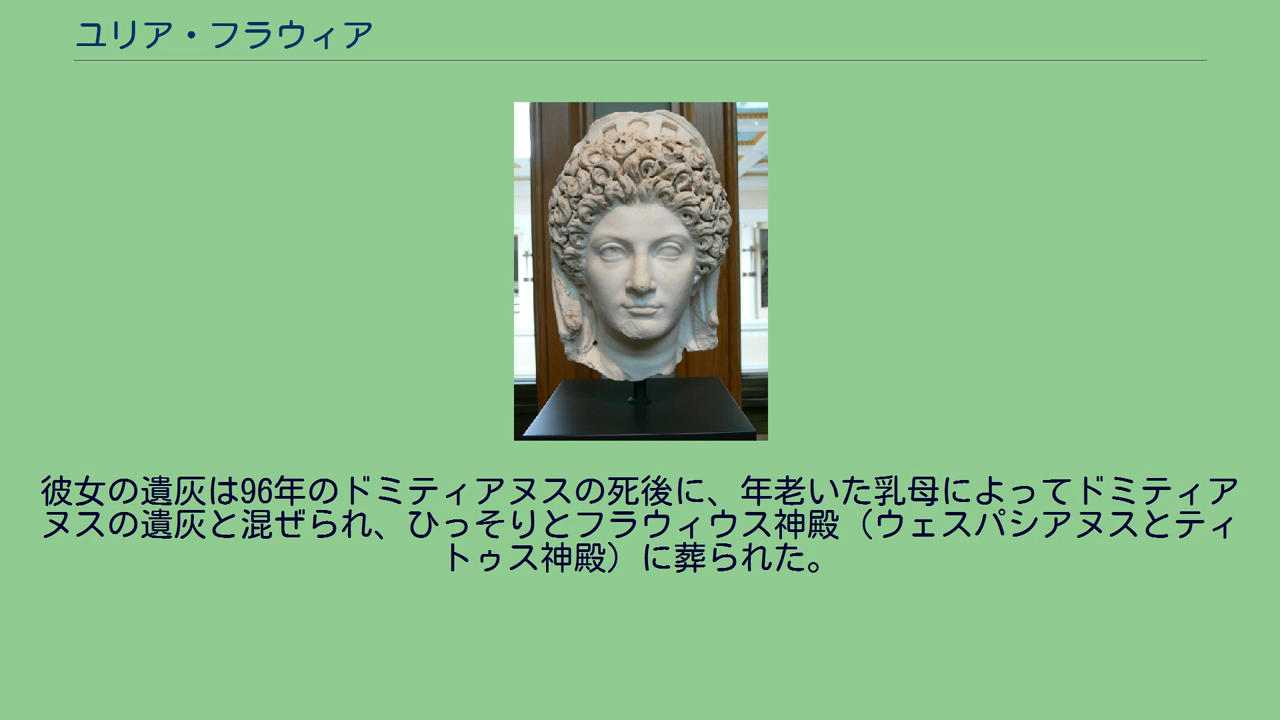 ユリア・フラウィア
彼女の遺灰は96年のドミティアヌスの死後に、年老いた乳母によってドミティア
ヌスの遺灰と混ぜられ、ひっそりとフラウィウス神殿（ウェスパシアヌスとティ
トゥス神殿）に葬られた。